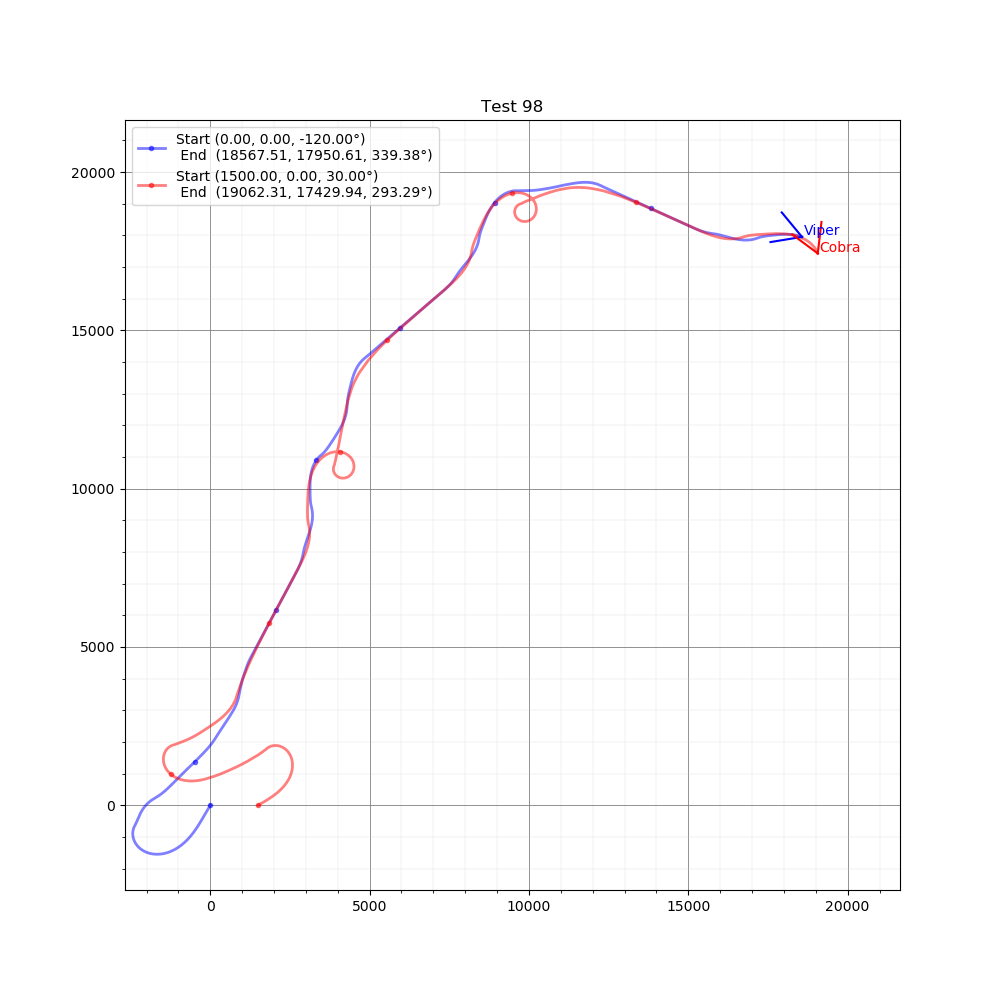 Test 98
Start (0.00, 0.00, -120.00°)
End  (18567.51, 17950.61, 339.38°)
Start (1500.00, 0.00, 30.00°)
End  (19062.31, 17429.94, 293.29°)
20000
15000
10000
5000
0
Viper
Cobra
0
5000
10000
15000
20000